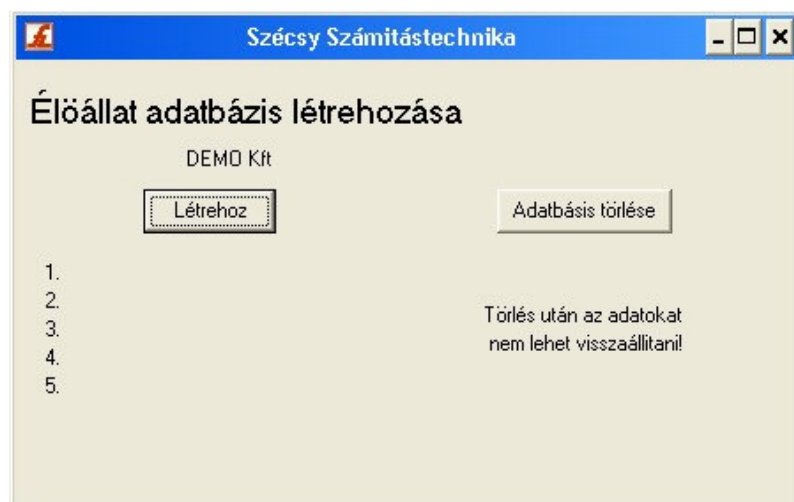 Szécsy Számitástechnika
Élöállat adatbázis létrehozása
DEMO Kft
Létrehoz
Adatbásis törlése
1.
2.
3.
4.
5.
Törlés után az adatokat
nem lehet visszaállitani!